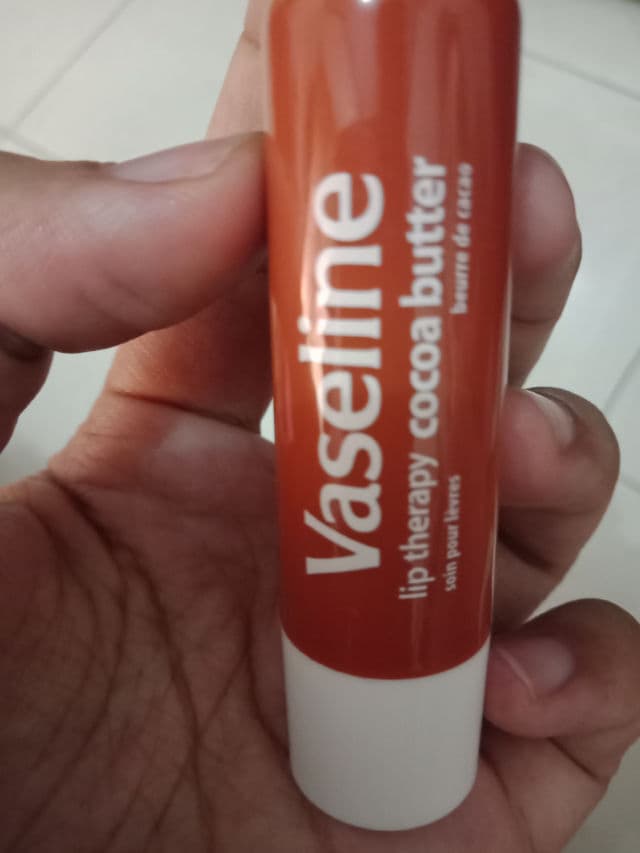 Vaseline
lip therapy cocoa butter
soin pour lèvres beurre de cacao